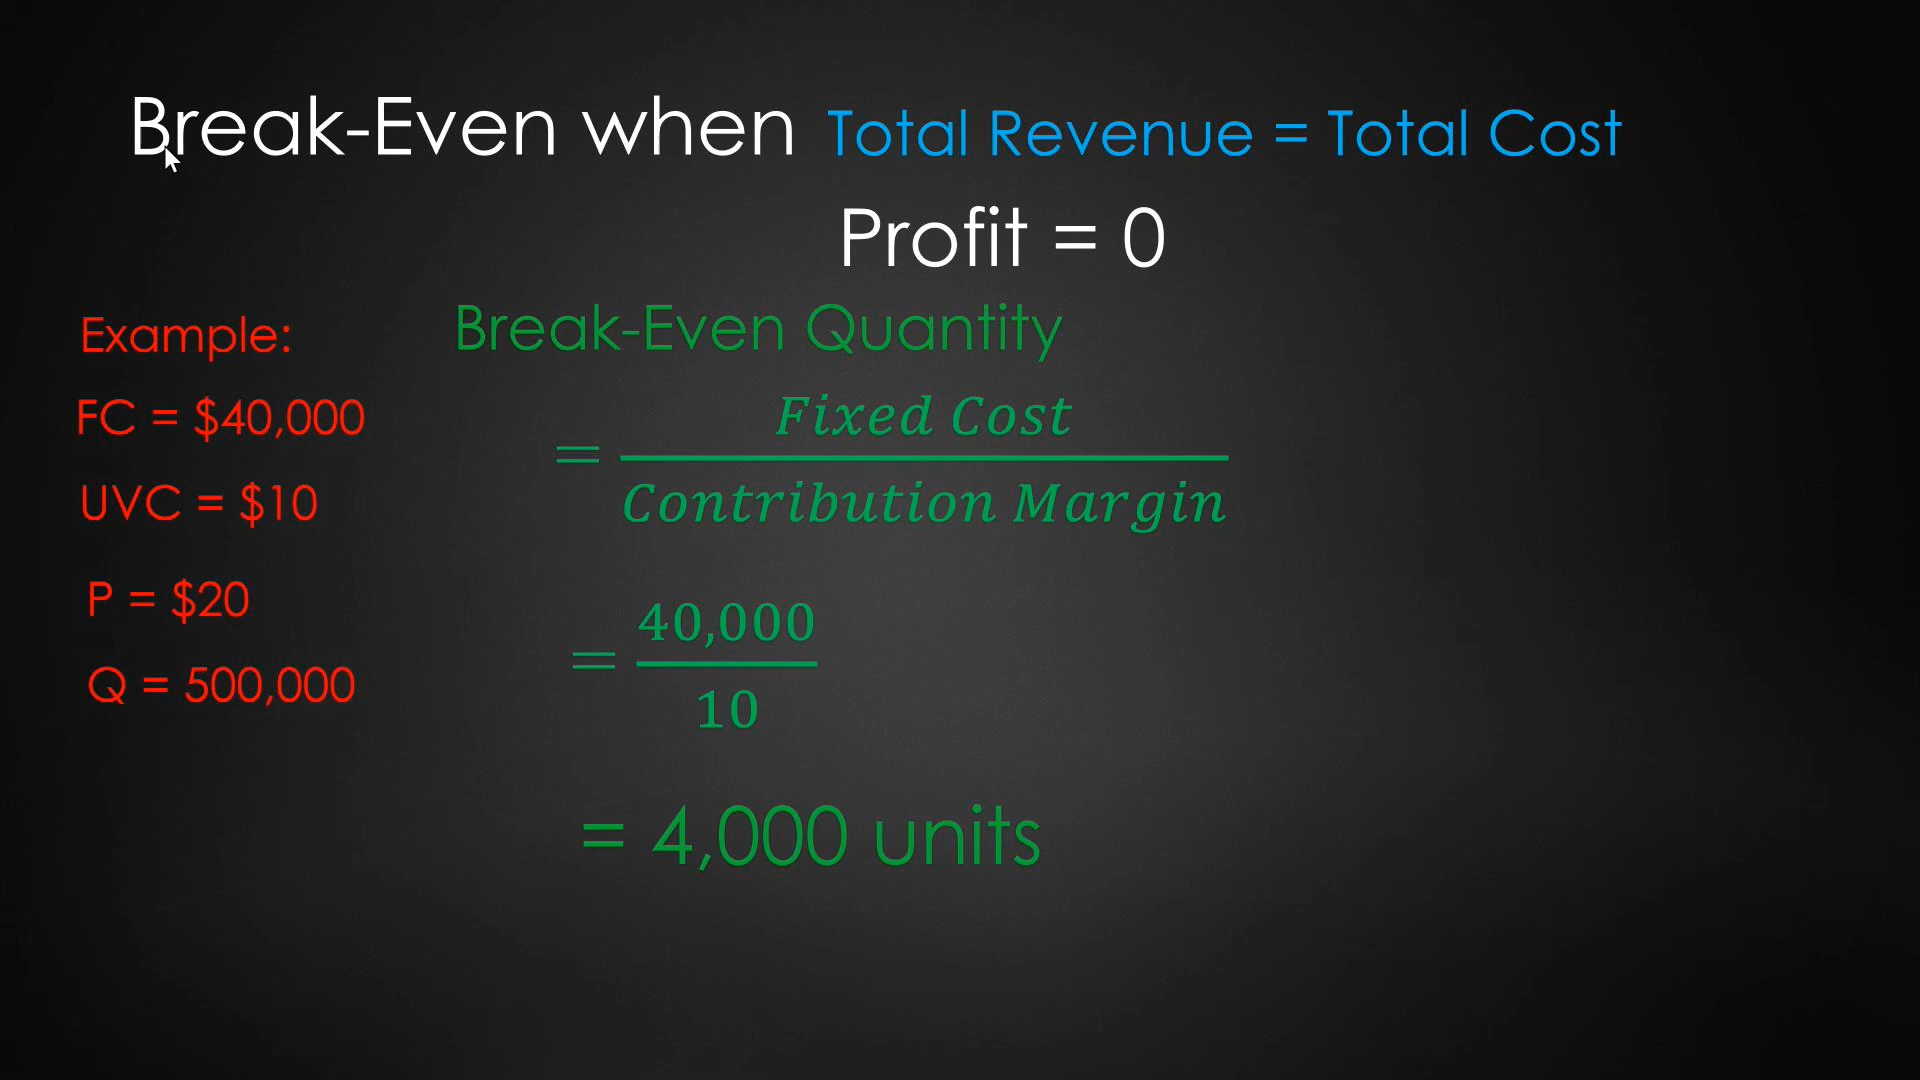 Break-Even when Total Revenue = Total Cost
Profit = 0
Example:
FC = $40,000
UVC = $10
P = $20
Q = 500,000
Break-Even Quantity
= Fixed Cost
Contribution Margin
= 40,000
10
= 4,000 units